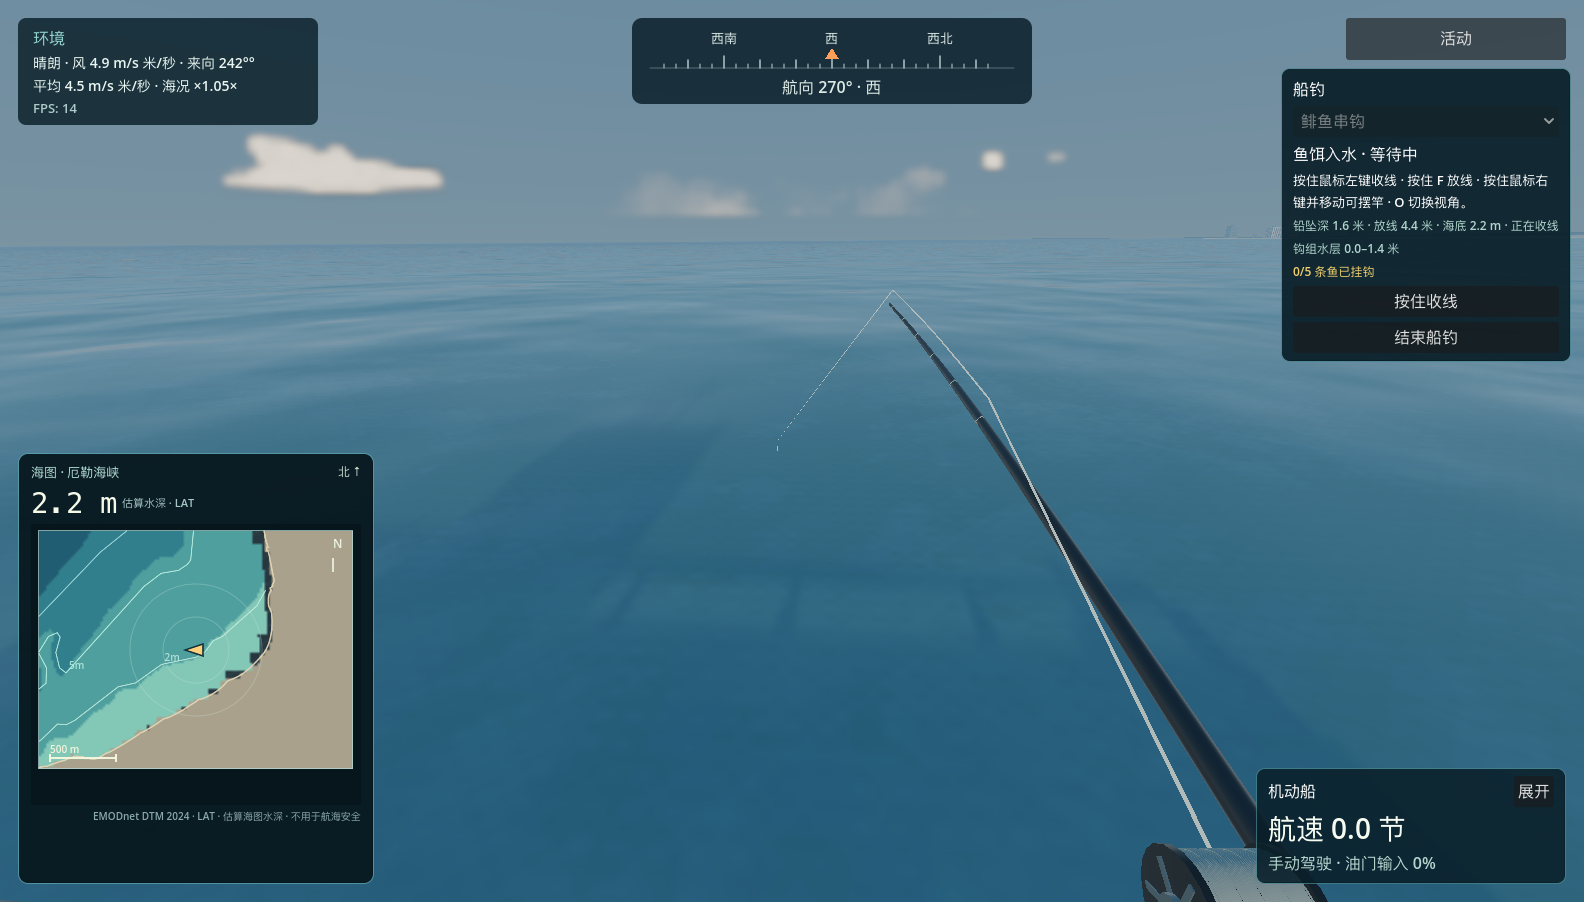 环境
晴朗 · 风 4.9 m/s 米/秒 · 来向 242°°
平均 4.5 m/s 米/秒 · 海况 ×1.05×
FPS: 14
西南 西 西北
航向 270° · 西
活动
船钓
鲱鱼串钩
鱼饵入水 · 等待中
按住鼠标左键收线 · 按住 F 放线 · 按住鼠标右
键并移动可摆竿 · O 切换视角。
铅坠深 1.6 米 · 放线 4.4 米 · 海底 2.2 m · 正在收线
钩组水层 0.0–1.4 米
0/5 条鱼已挂钩
按住收线
结束船钓
海图 · 厄勒海峡 北 ↑
2.2 m 估算水深 · LAT
N
5m
2m
500 m
EMODnet DTM 2024 · LAT · 估算海图水深 · 不用于航海安全
机动船 展开
航速 0.0 节
手动驾驶 · 油门输入 0%